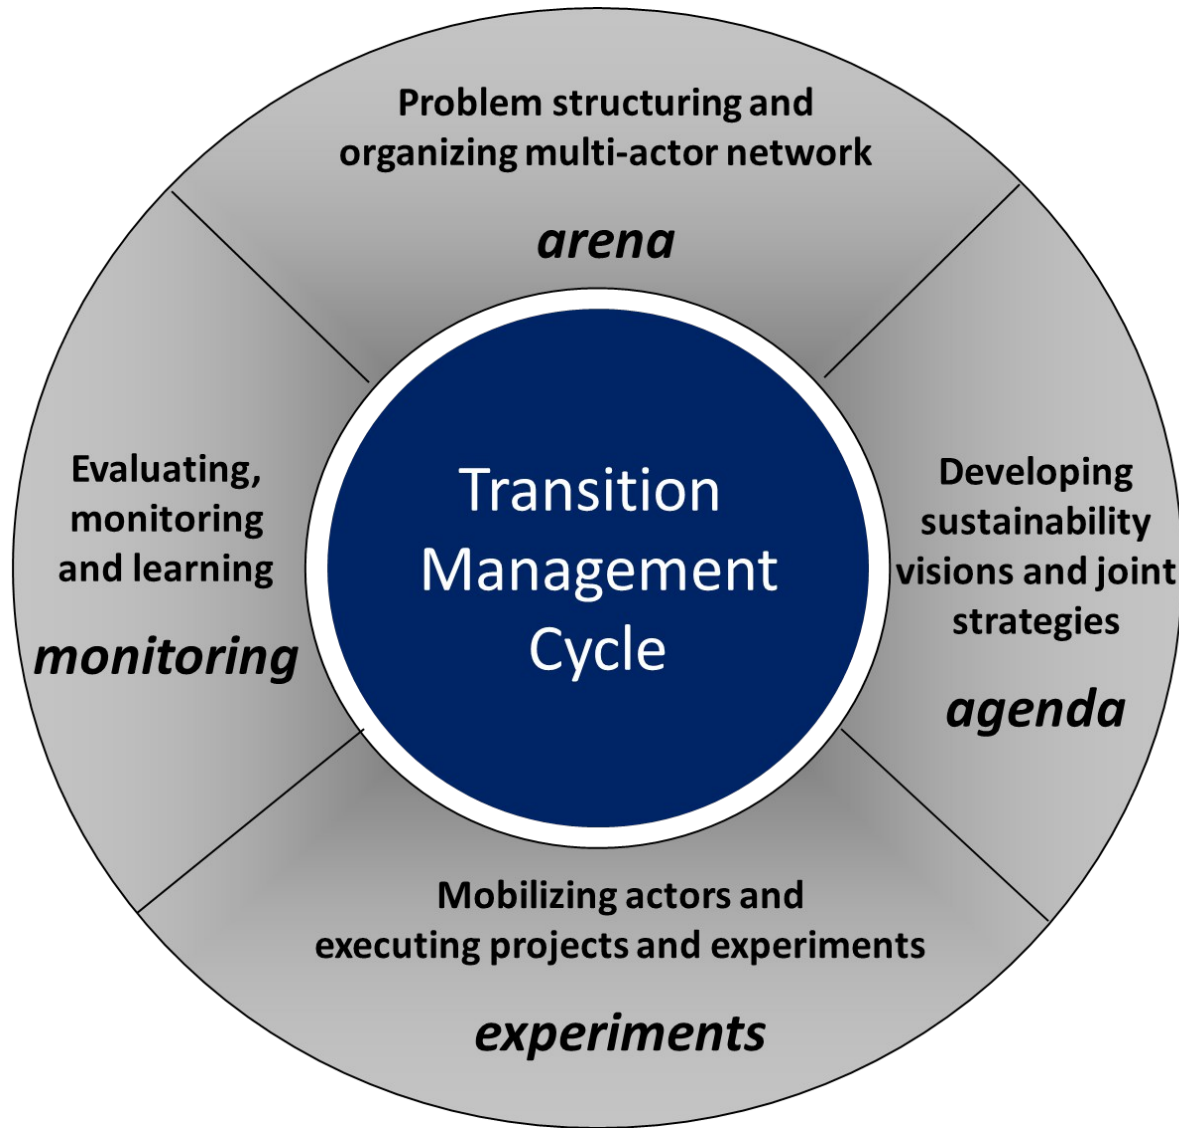 Problem structuring and
organizing multi-actor network
arena
Developing
sustainability
visions and joint
strategies
agenda
Mobilizing actors and
executing projects and experiments
experiments
Evaluating,
monitoring
and learning
monitoring
Transition
Management
Cycle